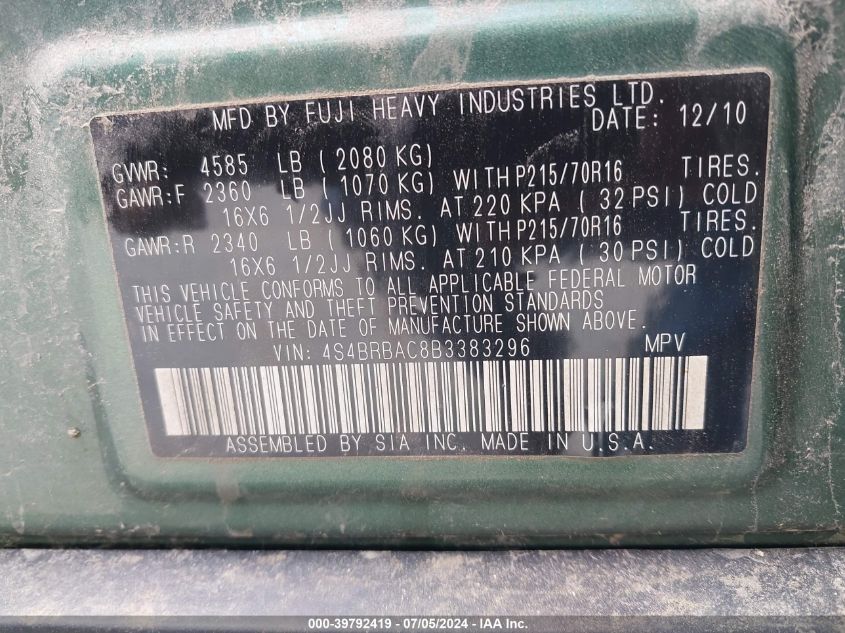 MFD BY FUJI HEAVY INDUSTRIES LTD.
DATE: 12/10
GVWR: 4585 LB ( 2080 KG)
GAWR:F 2360 LB ( 1070 KG) WITH P215/70R16 TIRES.
16X6 1/2JJ RIMS. AT 220 KPA ( 32 PSI) COLD
GAWR:R 2340 LB ( 1060 KG) WITH P215/70R16 TIRES.
16X6 1/2JJ RIMS. AT 210 KPA ( 30 PSI) COLD
THIS VEHICLE CONFORMS TO ALL APPLICABLE FEDERAL MOTOR
VEHICLE SAFETY AND THEFT PREVENTION STANDARDS
IN EFFECT ON THE DATE OF MANUFACTURE SHOWN ABOVE.
VIN: 4S4BRBAC8B3383296 MPV
ASSEMBLED BY SIA INC. MADE IN U.S.A.
000-39792419 - 07/05/2024 - IAA Inc.